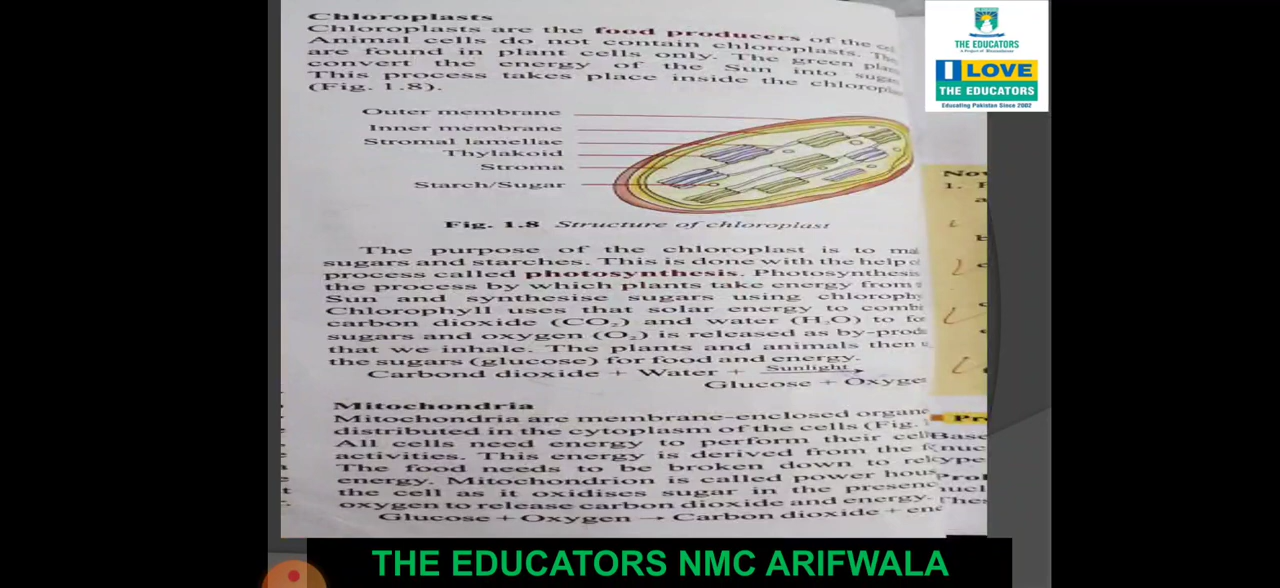 Chloroplasts
Chloroplasts are the food producers of the
Animal cells do not contain chloroplasts.
are found in plant cells only. The green
convert the energy of the Sun into
This process takes place inside the
(Fig. 1.8).
Outer membrane
Inner membrane
Stromal lamellae
Thylakoid
Stroma
Starch/Sugar
Fig. 1.8 Structure of chloroplast
The purpose of the chloroplast is to
sugars and starches. This is done with the help
process called photosynthesis. Photosynthesis
the process by which plants take energy from
Sun and synthesise sugars using
Chlorophyll uses that solar energy to
carbon dioxide (CO₂) and water (H₂O) to
sugars and oxygen (O₂) is released as
that we inhale. The plants and animals then
the sugars (glucose) for food and energy.
Carbond dioxide + Water + Sunlight
Glucose +
Mitochondria
Mitochondria are membrane-enclosed
distributed in the cytoplasm of the cells (Fig.
All cells need energy to perform their
activities. This energy is derived from the
The food needs to be broken down to
energy. Mitochondrion is called power
the cell as it oxidises sugar in the
oxygen to release carbon dioxide and energy.
Glucose + Oxygen → Carbon dioxide +
THE EDUCATORS
I LOVE
THE EDUCATORS
Educating Pakistan Since 2002
1.
THE EDUCATORS NMC ARIFWALA